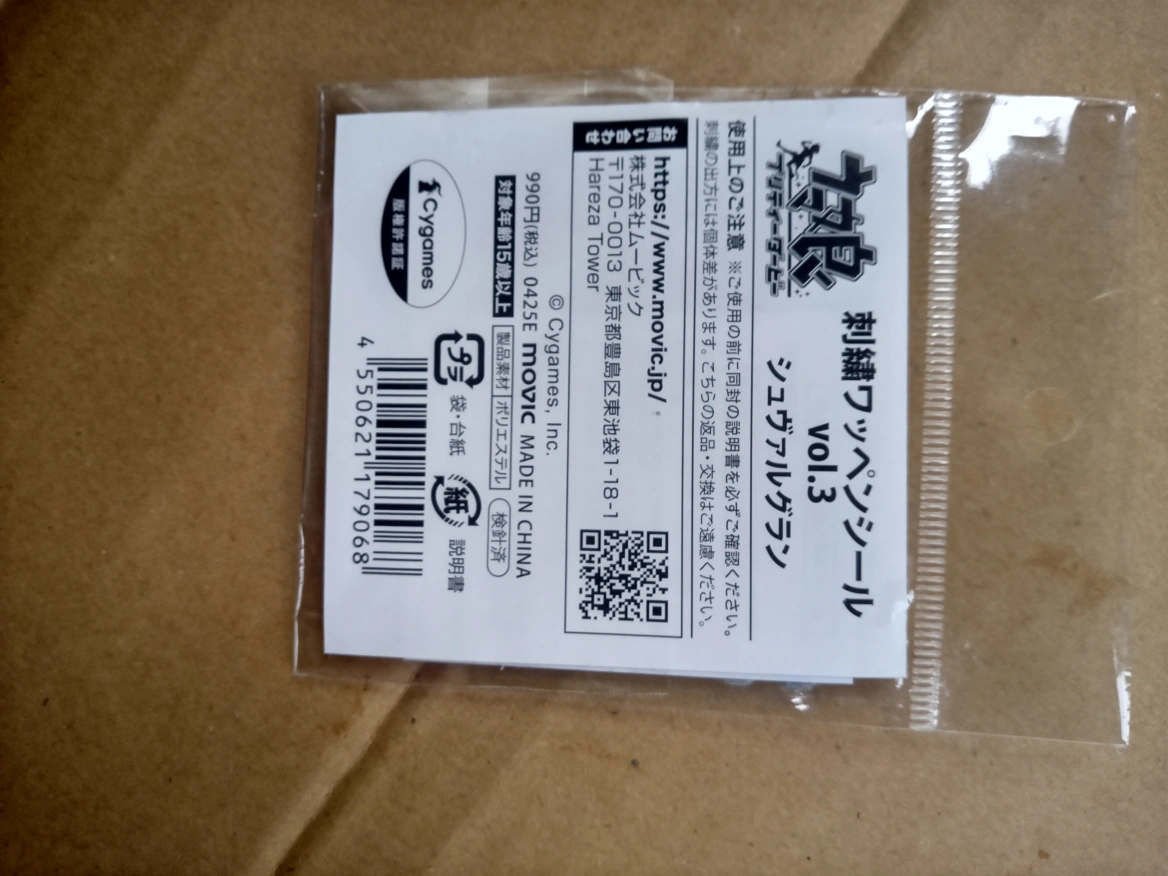 ウマ娘
プリティーダービー
刺繍ワッペンシール
vol.3
シュヴァルグラン
使用上のご注意 ※ご使用の前に同封の説明書を必ずご確認ください。
刺繍の出方には個体差があります。こちらの返品・交換はご遠慮ください。
お問い合わせ
https://www.movic.jp/
株式会社ムービック
〒170-0013 東京都豊島区東池袋1-18-1
Hareza Tower
© Cygames, Inc.
990円(税込) 0425E movic MADE IN CHINA
対象年齢15歳以上 製品素材 ポリエステル 検針済
Cygames
版権許諾証
プラ 袋・台紙 紙 説明書
4 550621 179068